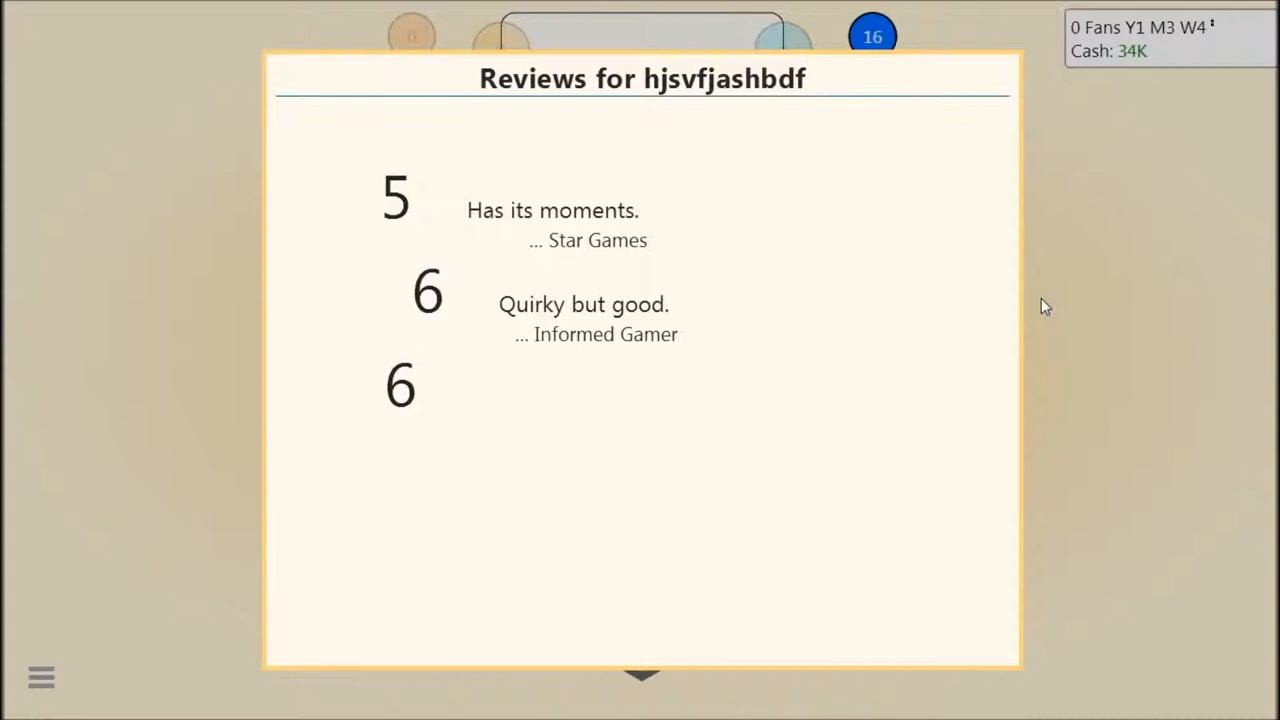 0
16
0 Fans Y1 M3 W4
Cash: 34K
Reviews for hjsvfjashbdf
5
Has its moments.
... Star Games
6
Quirky but good.
... Informed Gamer
6